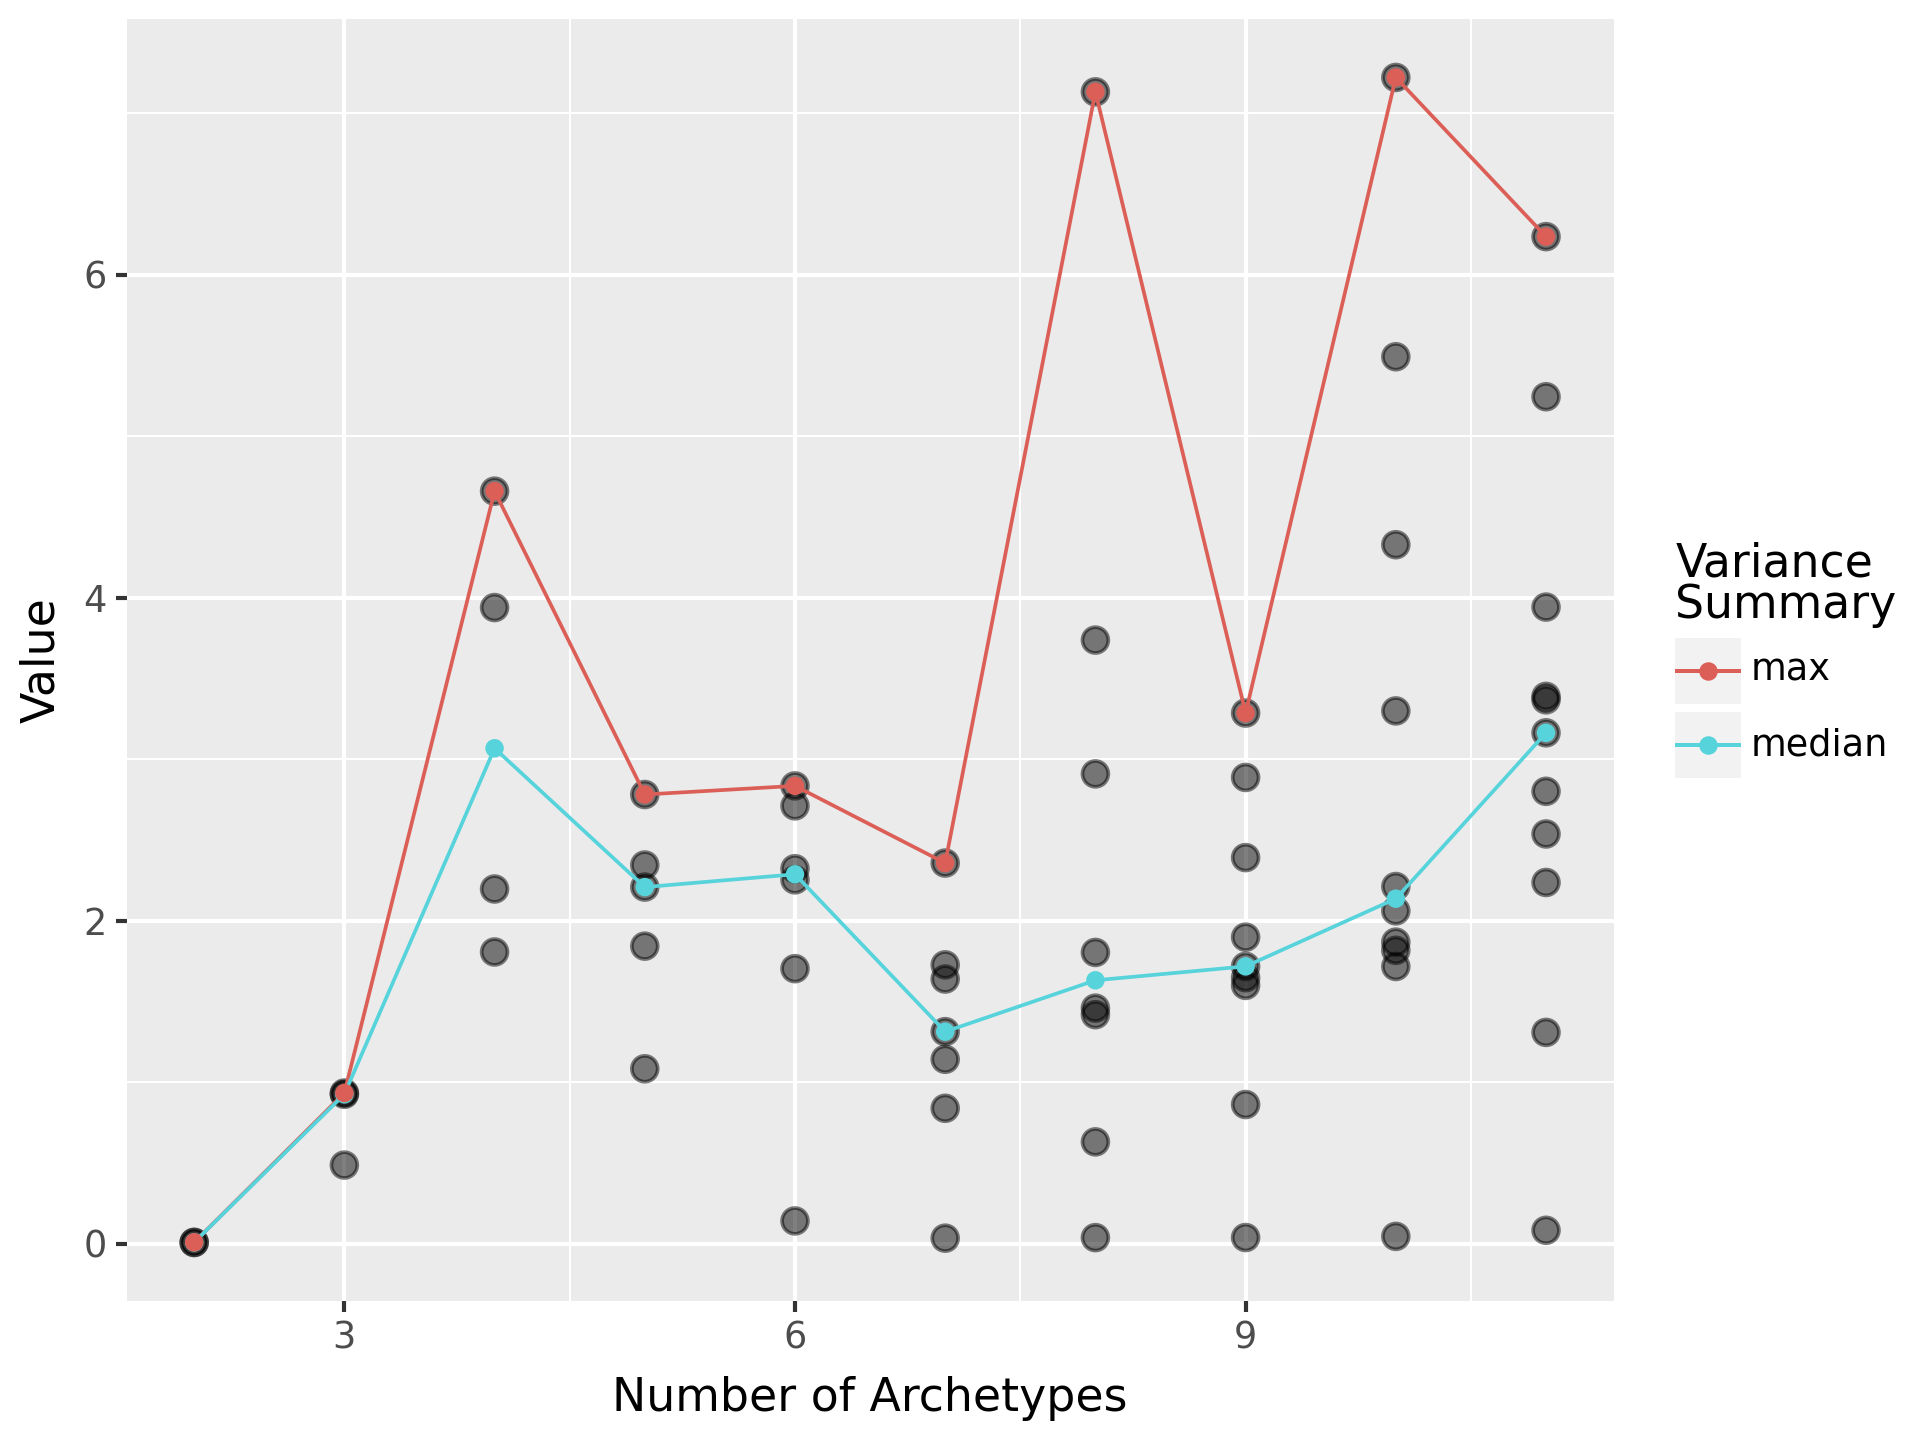 6
4
2
0
3
6
9
Value
Number of Archetypes
Variance
Summary
max
median